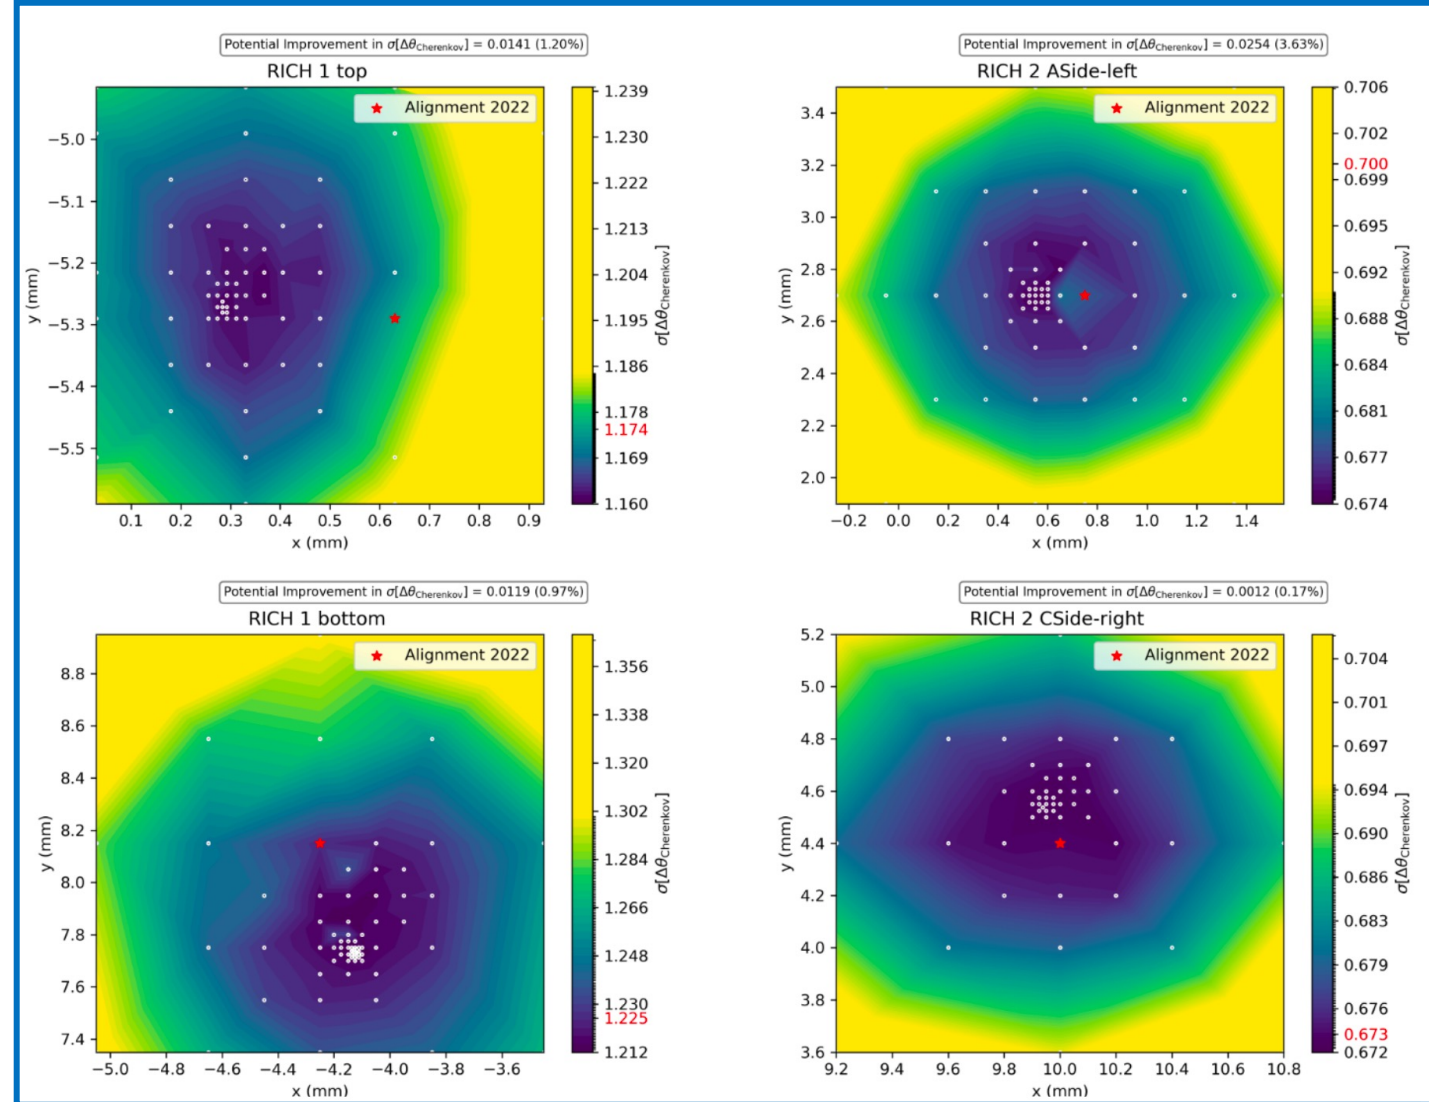 Potential Improvement in σ[Δθ_Cherenkov] = 0.0141 (1.20%)
RICH 1 top
Alignment 2022
−5.0
−5.1
−5.2
−5.3
−5.4
−5.5
y (mm)
0.1 0.2 0.3 0.4 0.5 0.6 0.7 0.8 0.9
x (mm)
1.239
1.230
1.222
1.213
1.204
1.195
1.186
1.178
1.174
1.169
1.160
σ[Δθ_Cherenkov]
Potential Improvement in σ[Δθ_Cherenkov] = 0.0254 (3.63%)
RICH 2 ASide-left
Alignment 2022
3.4
3.2
3.0
2.8
2.6
2.4
2.2
2.0
y (mm)
−0.2 0.0 0.2 0.4 0.6 0.8 1.0 1.2 1.4
x (mm)
0.706
0.702
0.700
0.699
0.695
0.692
0.688
0.684
0.681
0.677
0.674
σ[Δθ_Cherenkov]
Potential Improvement in σ[Δθ_Cherenkov] = 0.0119 (0.97%)
RICH 1 bottom
Alignment 2022
8.8
8.6
8.4
8.2
8.0
7.8
7.6
7.4
y (mm)
−5.0 −4.8 −4.6 −4.4 −4.2 −4.0 −3.8 −3.6
x (mm)
1.356
1.338
1.320
1.302
1.284
1.266
1.248
1.230
1.225
1.212
σ[Δθ_Cherenkov]
Potential Improvement in σ[Δθ_Cherenkov] = 0.0012 (0.17%)
RICH 2 CSide-right
Alignment 2022
5.2
5.0
4.8
4.6
4.4
4.2
4.0
3.8
3.6
y (mm)
9.2 9.4 9.6 9.8 10.0 10.2 10.4 10.6 10.8
x (mm)
0.704
0.701
0.697
0.694
0.690
0.686
0.683
0.679
0.676
0.673
0.672
σ[Δθ_Cherenkov]